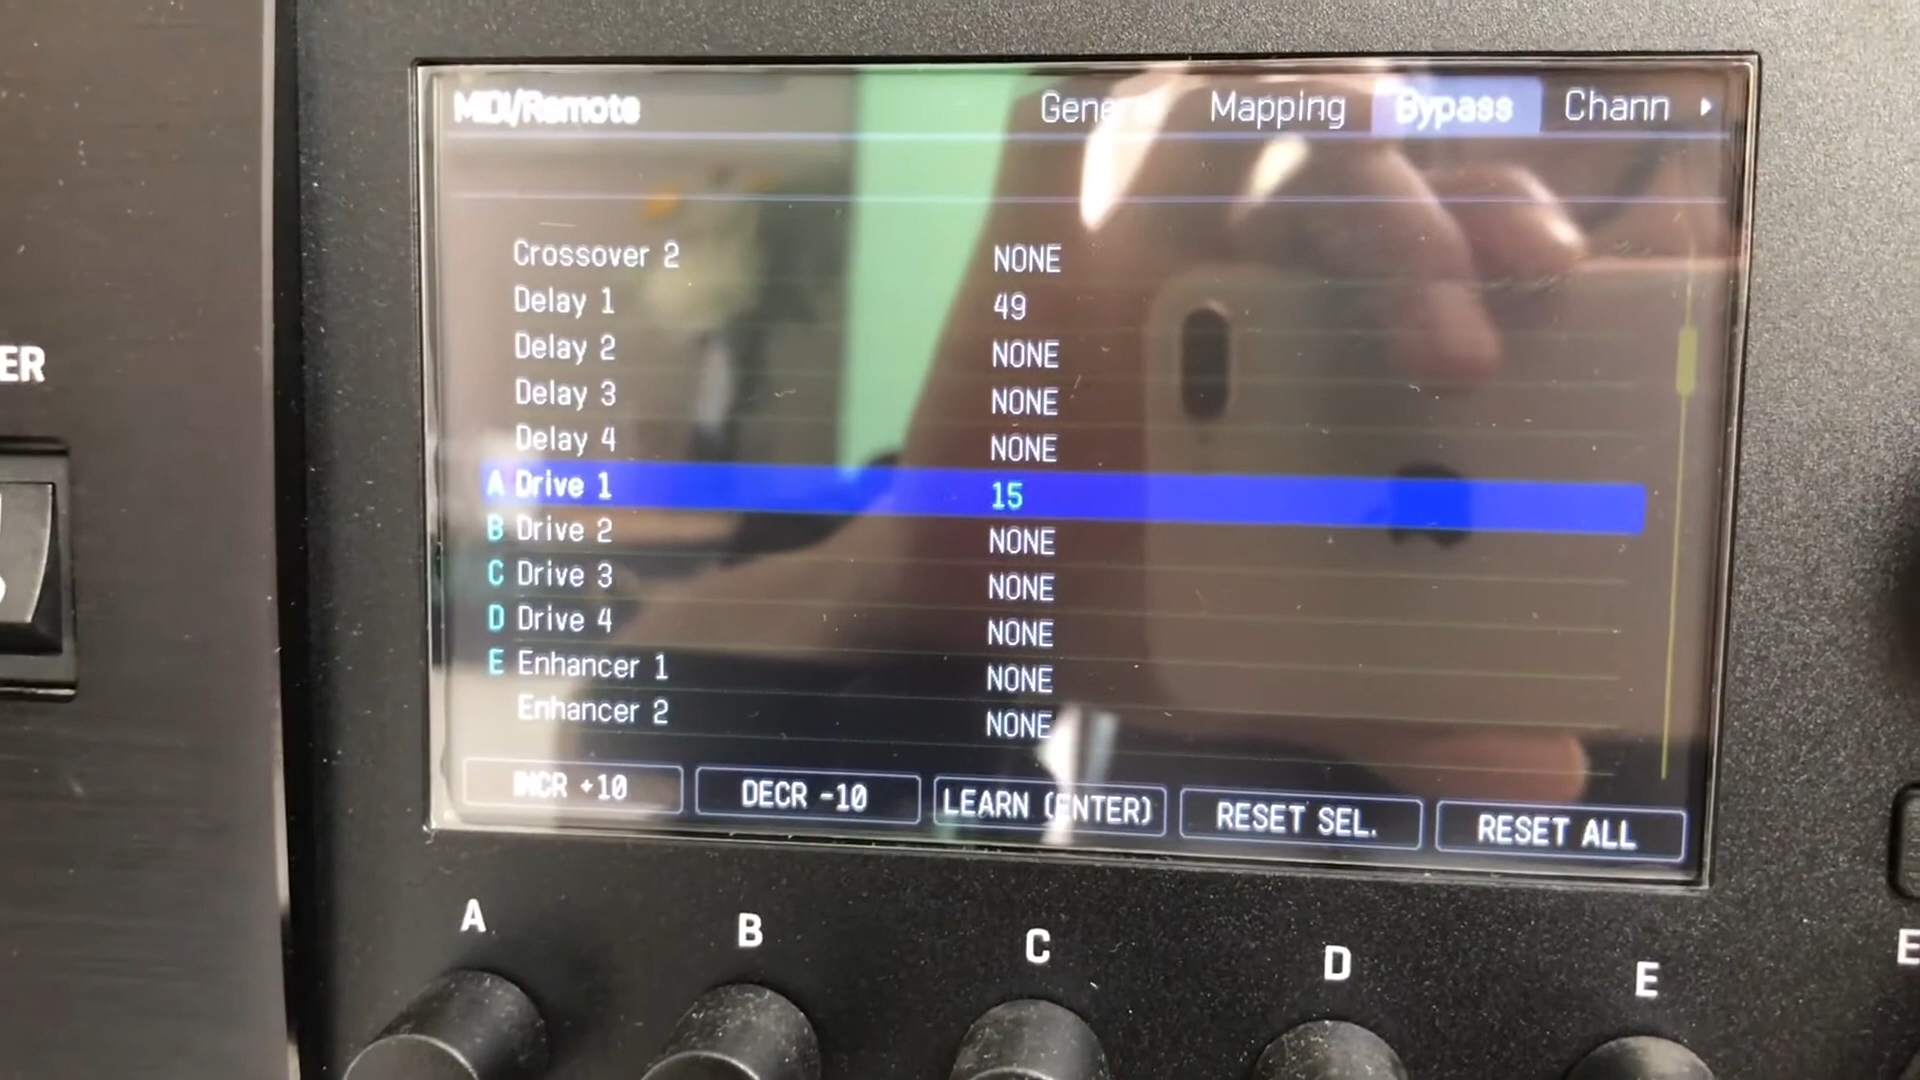 MIDI/Remote General Mapping Bypass Chann
Crossover 2 NONE
Delay 1 49
Delay 2 NONE
Delay 3 NONE
Delay 4 NONE
A Drive 1 15
B Drive 2 NONE
C Drive 3 NONE
D Drive 4 NONE
E Enhancer 1 NONE
Enhancer 2 NONE
INCR +10 DECR -10 LEARN (ENTER) RESET SEL. RESET ALL
A B C D E
ER
E